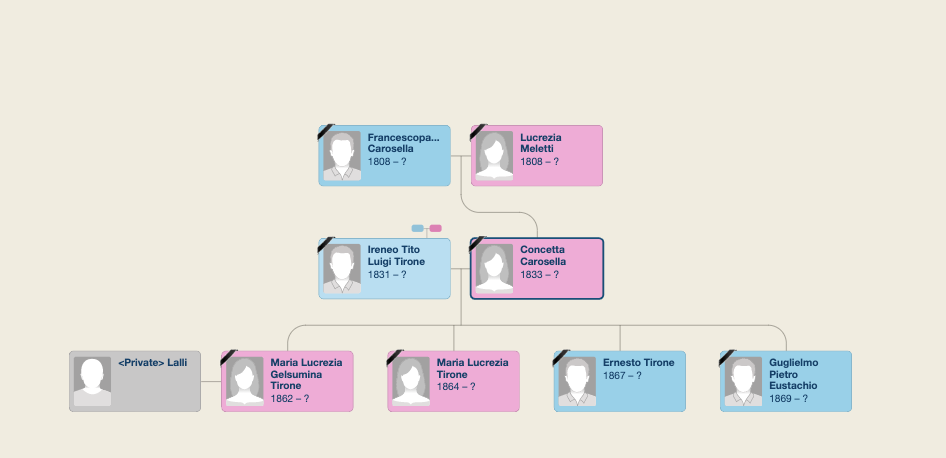 Francescopa...
Carosella
1808 – ?
Lucrezia
Meletti
1808 – ?
Ireneo Tito
Luigi Tirone
1831 – ?
Concetta
Carosella
1833 – ?
<Private> Lalli
Maria Lucrezia
Gelsumina
Tirone
1862 – ?
Maria Lucrezia
Tirone
1864 – ?
Ernesto Tirone
1867 – ?
Guglielmo
Pietro
Eustachio
1869 – ?